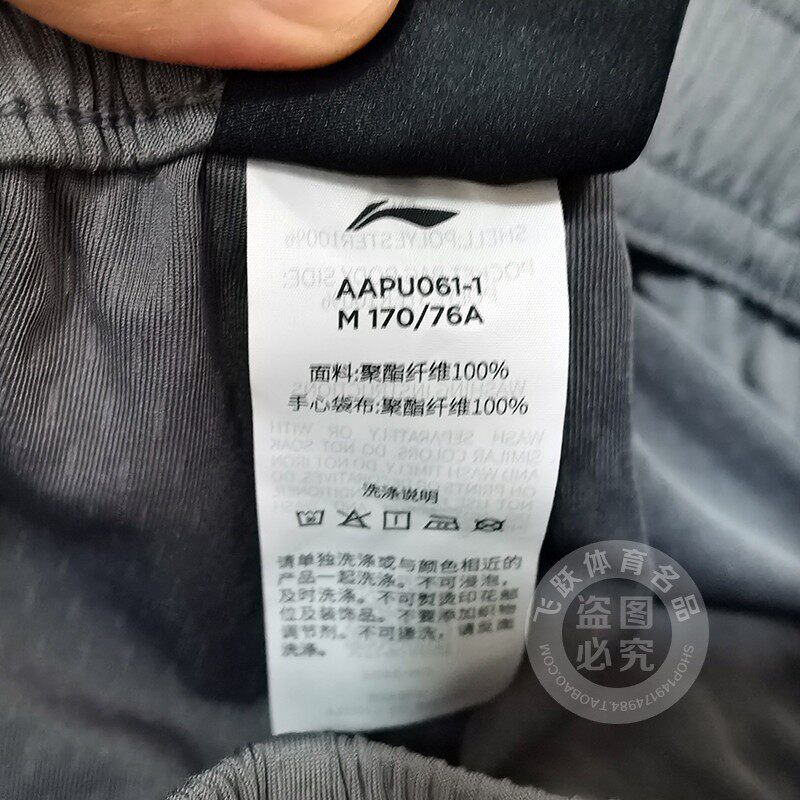 AAPU061-1
M 170/76A
面料:聚酯纤维100%
手心袋布:聚酯纤维100%
洗涤说明
请单独洗涤或与颜色相近的
产品一起洗涤。不可浸泡,
及时洗涤。不可熨烫印花部
位及装饰品。不要添加织物
调节剂。不可漂洗,请反面
洗涤。
飞跃体育名品
盗图
必究
SHOP149174984.TAOBAO.COM